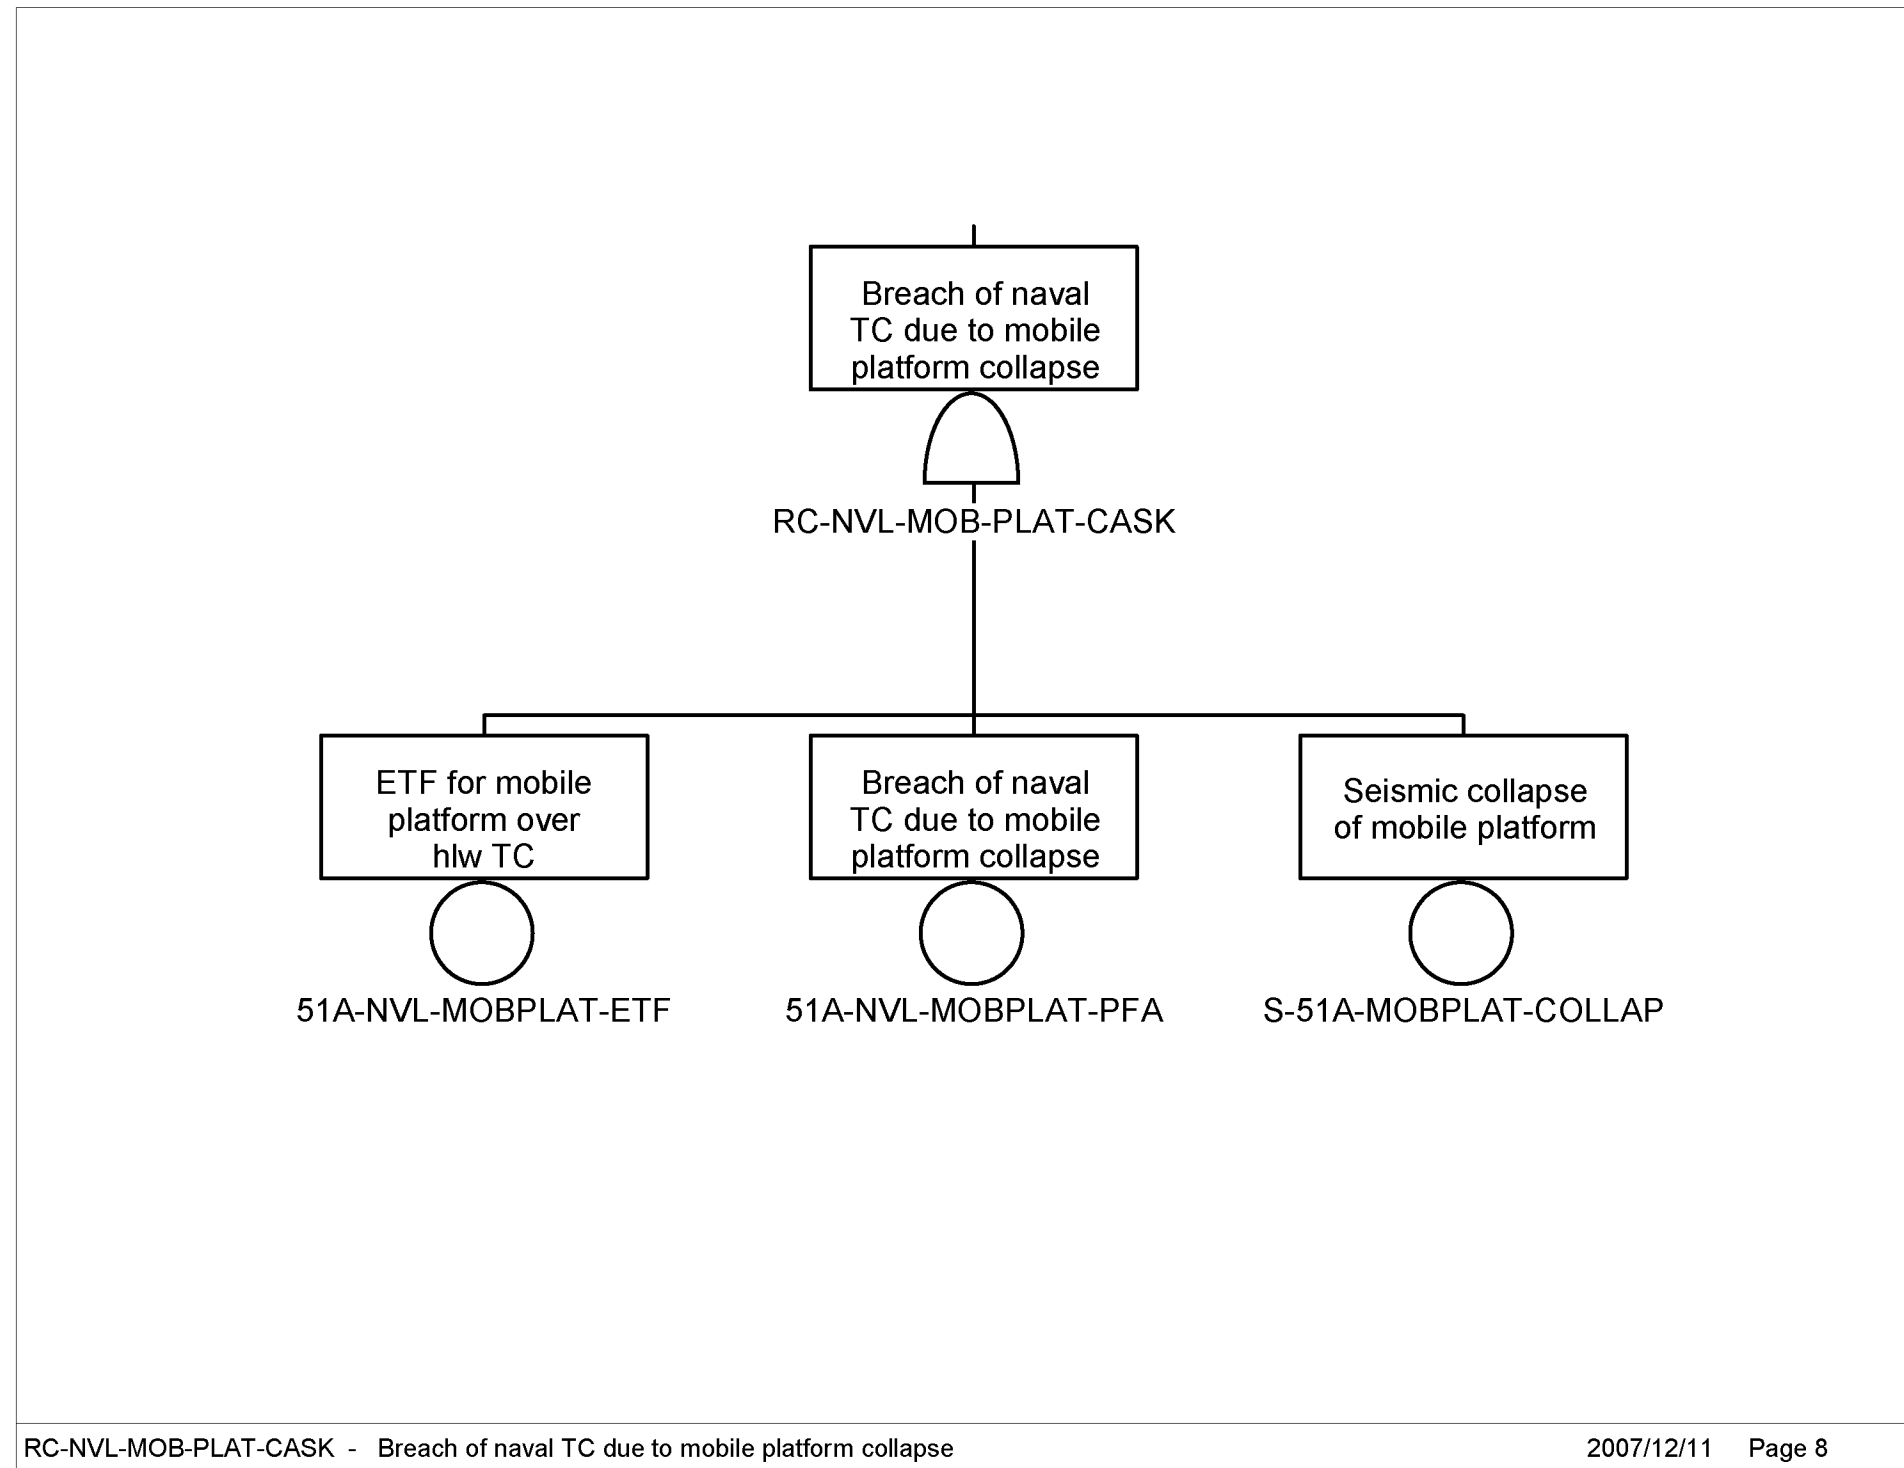 Breach of naval
TC due to mobile
platform collapse
RC-NVL-MOB-PLAT-CASK
ETF for mobile
platform over
hlw TC
51A-NVL-MOBPLAT-ETF
Breach of naval
TC due to mobile
platform collapse
51A-NVL-MOBPLAT-PFA
Seismic collapse
of mobile platform
S-51A-MOBPLAT-COLLAP
RC-NVL-MOB-PLAT-CASK - Breach of naval TC due to mobile platform collapse 2007/12/11 Page 8